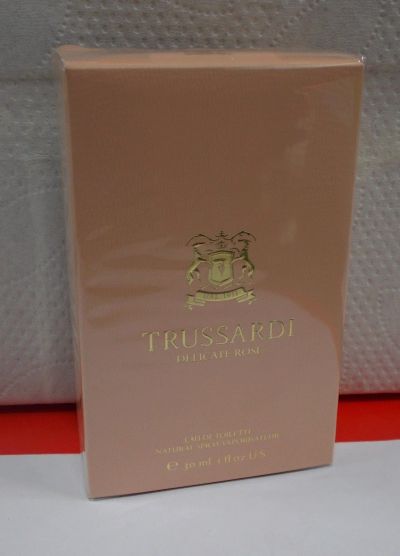 TRUSSARDI
DELICATE ROSE
EAU DE TOILETTE
NATURAL SPRAY VAPORISATEUR
℮ 30 ml 1 fl oz U.S.